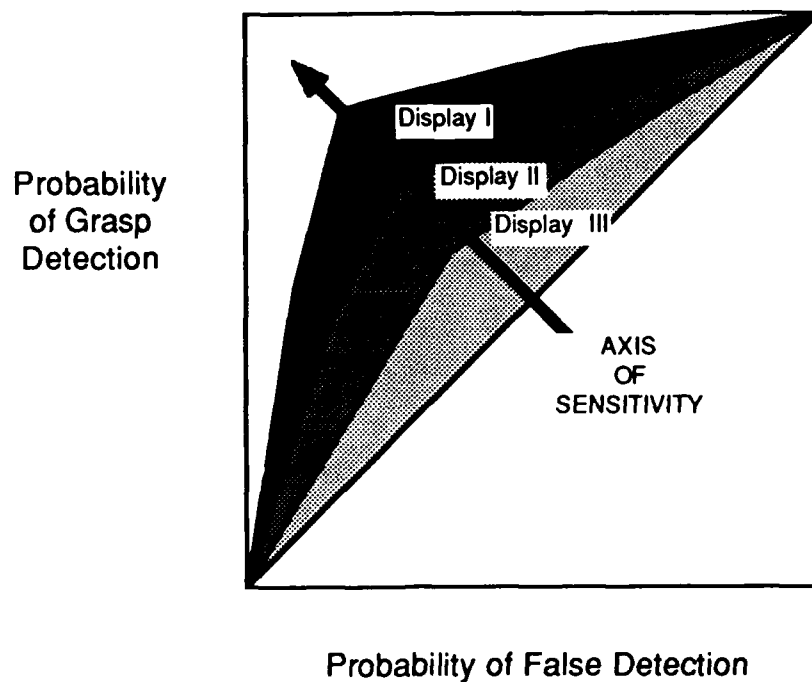 Probability
of Grasp
Detection
Display I
Display II
Display III
AXIS
OF
SENSITIVITY
Probability of False Detection